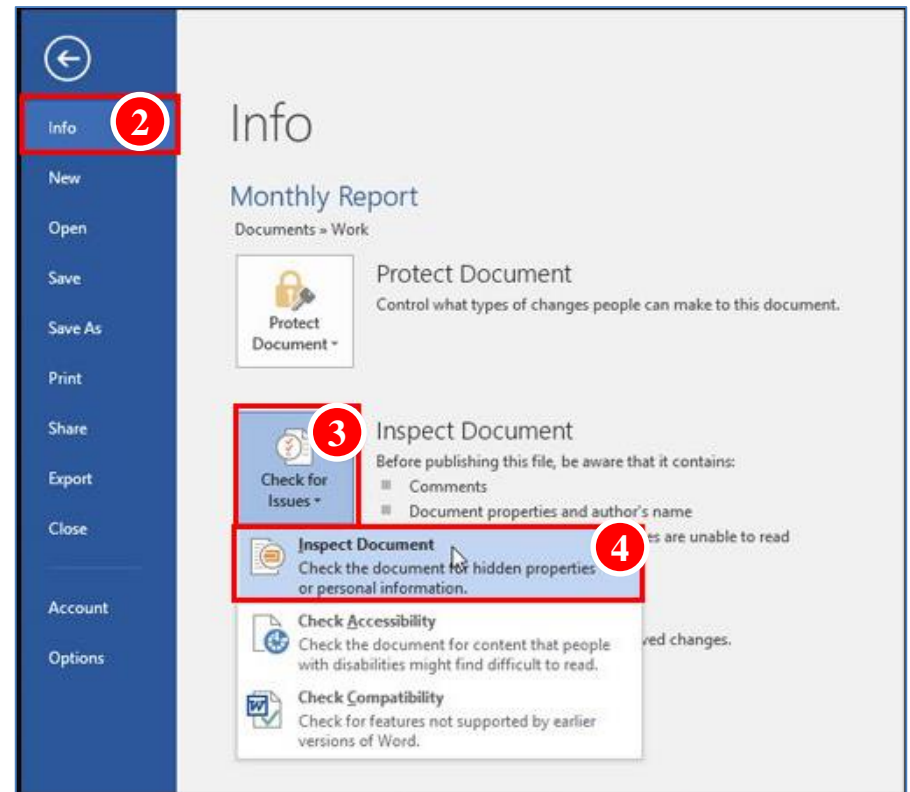 Info
2
New
Open
Save
Save As
Print
Share
Export
Close
Account
Options
Info
Monthly Report
Documents » Work
Protect
Document
Protect Document
Control what types of changes people can make to this document.
3
Check for
Issues
Inspect Document
Before publishing this file, be aware that it contains:
Comments
Document properties and author's name
es are unable to read
4
Inspect Document
Check the document for hidden properties
or personal information.
Check Accessibility
Check the document for content that people
with disabilities might find difficult to read.
ved changes.
Check Compatibility
Check for features not supported by earlier
versions of Word.